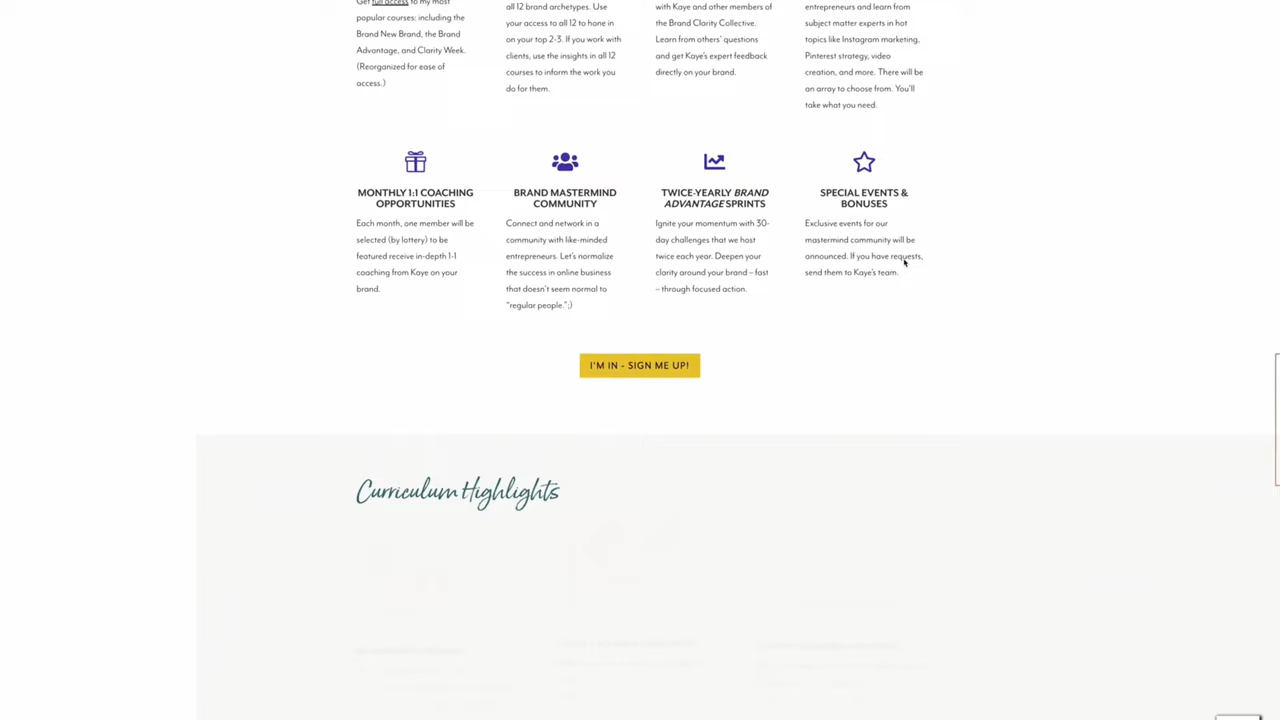 Get full access to my most
popular courses: including the
Brand New Brand, the Brand
Advantage, and Clarity Week.
(Reorganized for ease of
access.)
all 12 brand archetypes. Use
your access to all 12 to hone in
on your top 2-3. If you work with
clients, use the insights in all 12
courses to inform the work you
do for them.
with Kaye and other members of
the Brand Clarity Collective.
Learn from others' questions
and get Kaye's expert feedback
directly on your brand.
entrepreneurs and learn from
subject matter experts in hot
topics like Instagram marketing,
Pinterest strategy, video
creation, and more. There will be
an array to choose from. You'll
take what you need.
MONTHLY 1:1 COACHING
OPPORTUNITIES
Each month, one member will be
selected (by lottery) to be
featured receive in-depth 1-1
coaching from Kaye on your
brand.
BRAND MASTERMIND
COMMUNITY
Connect and network in a
community with like-minded
entrepreneurs. Let's normalize
the success in online business
that doesn't seem normal to
"regular people.";)
TWICE-YEARLY BRAND
ADVANTAGE SPRINTS
Ignite your momentum with 30-
day challenges that we host
twice each year. Deepen your
clarity around your brand – fast
– through focused action.
SPECIAL EVENTS &
BONUSES
Exclusive events for our
mastermind community will be
announced. If you have requests,
send them to Kaye's team.
I'M IN - SIGN ME UP!
Curriculum Highlights